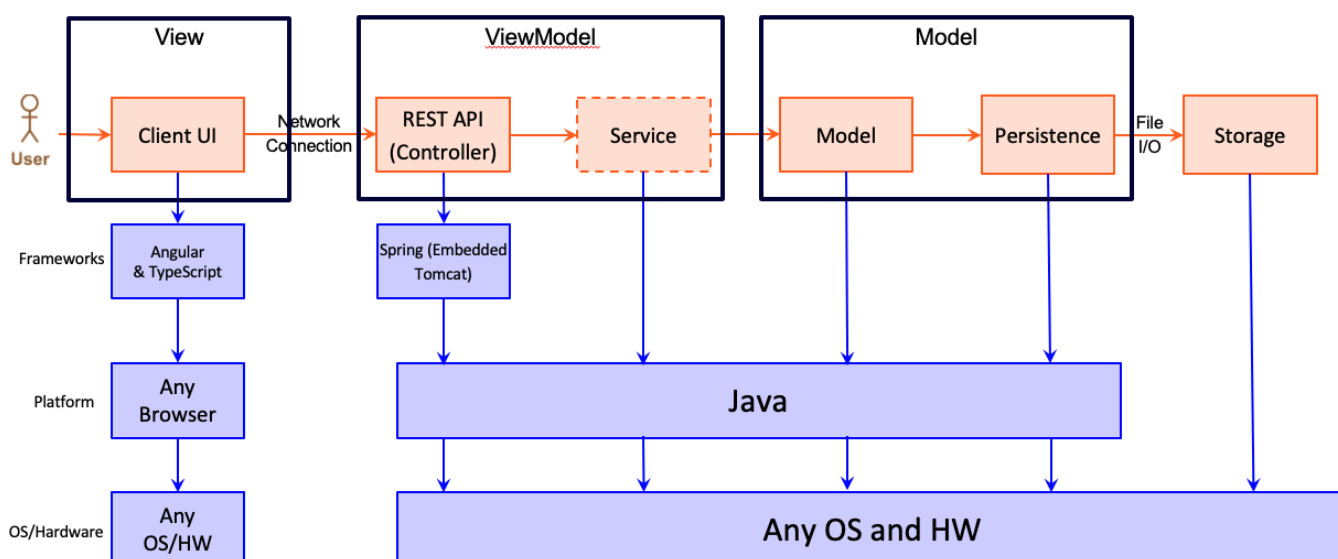 View
ViewModel
Model
User
Client UI
Network
Connection
REST API
(Controller)
Service
Model
Persistence
File
I/O
Storage
Frameworks
Angular
& TypeScript
Spring (Embedded
Tomcat)
Platform
Any
Browser
Java
OS/Hardware
Any
OS/HW
Any OS and HW